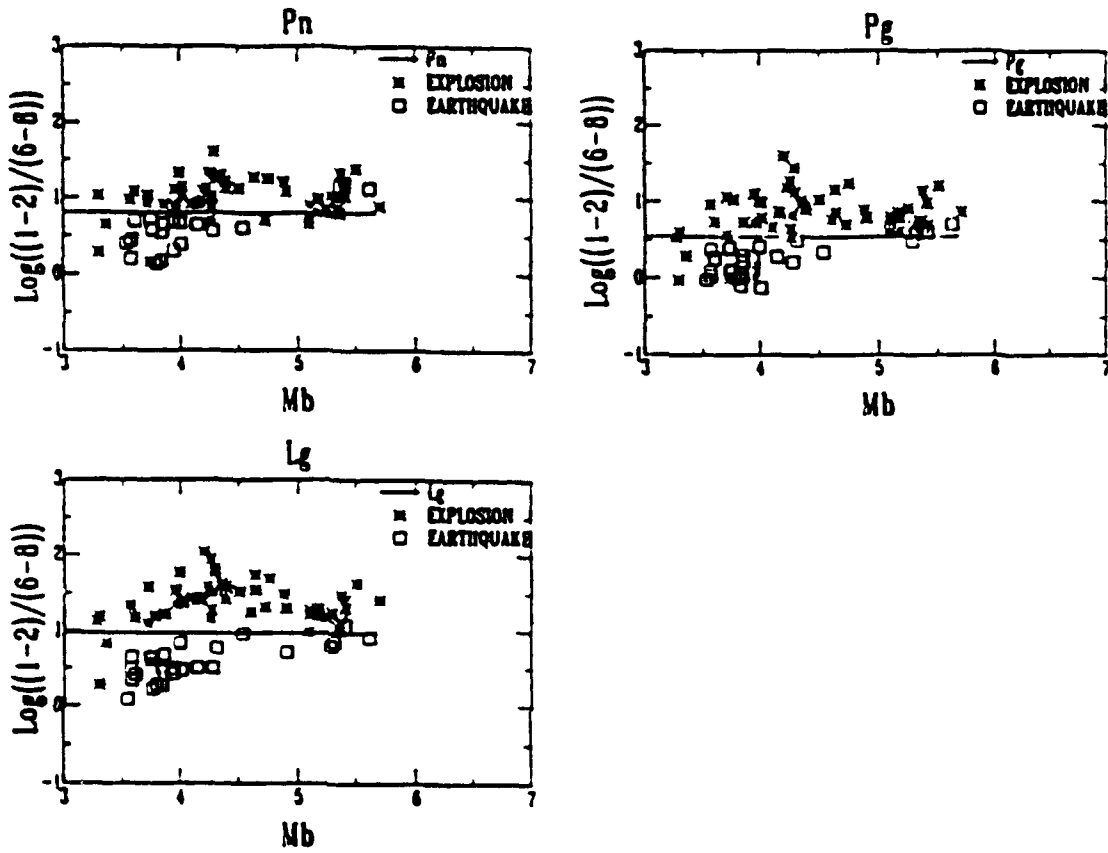 Pn
Log((1-2)/(6-8))
3
2
1
0
-1
Pn
EXPLOSION
EARTHQUAKE
3 4 5 6 7
Mb
Pg
Log((1-2)/(6-8))
3
2
1
0
-1
Pg
EXPLOSION
EARTHQUAKE
3 4 5 6 7
Mb
Lg
Log((1-2)/(6-8))
3
2
1
0
-1
Lg
EXPLOSION
EARTHQUAKE
3 4 5 6 7
Mb